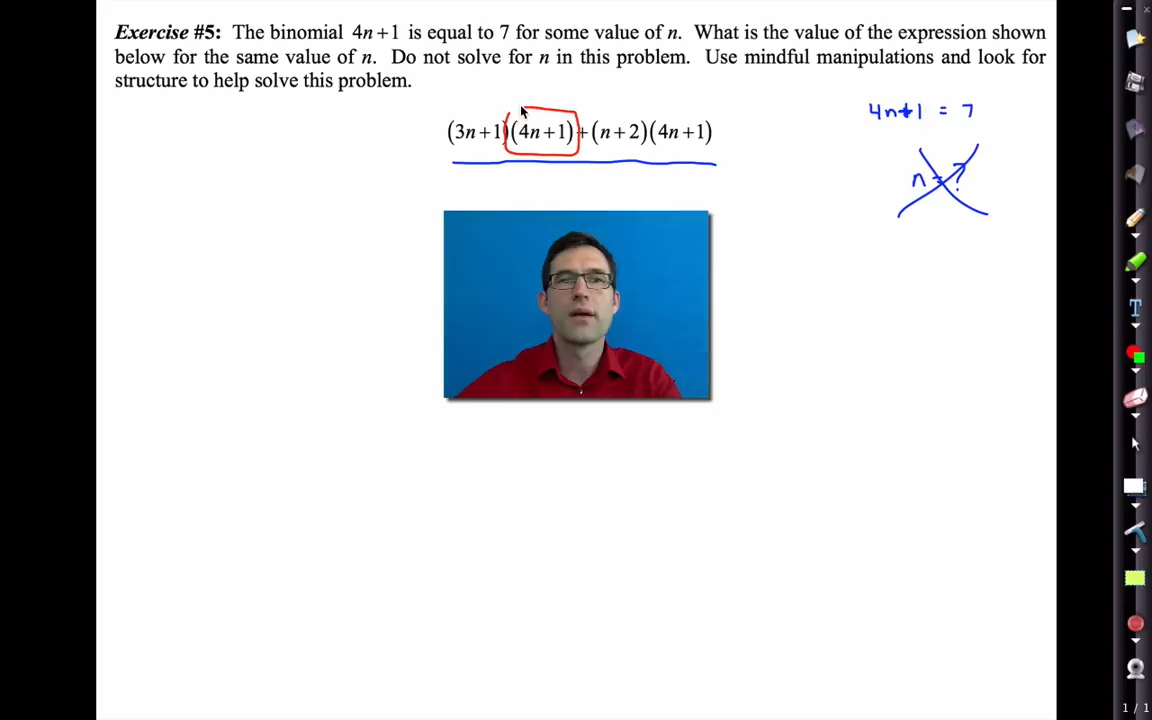 Exercise #5: The binomial 4n+1 is equal to 7 for some value of n. What is the value of the expression shown
below for the same value of n. Do not solve for n in this problem. Use mindful manipulations and look for
structure to help solve this problem.
(3n+1)(4n+1)+(n+2)(4n+1)
4n+1 = 7
n = ?
1 / 1